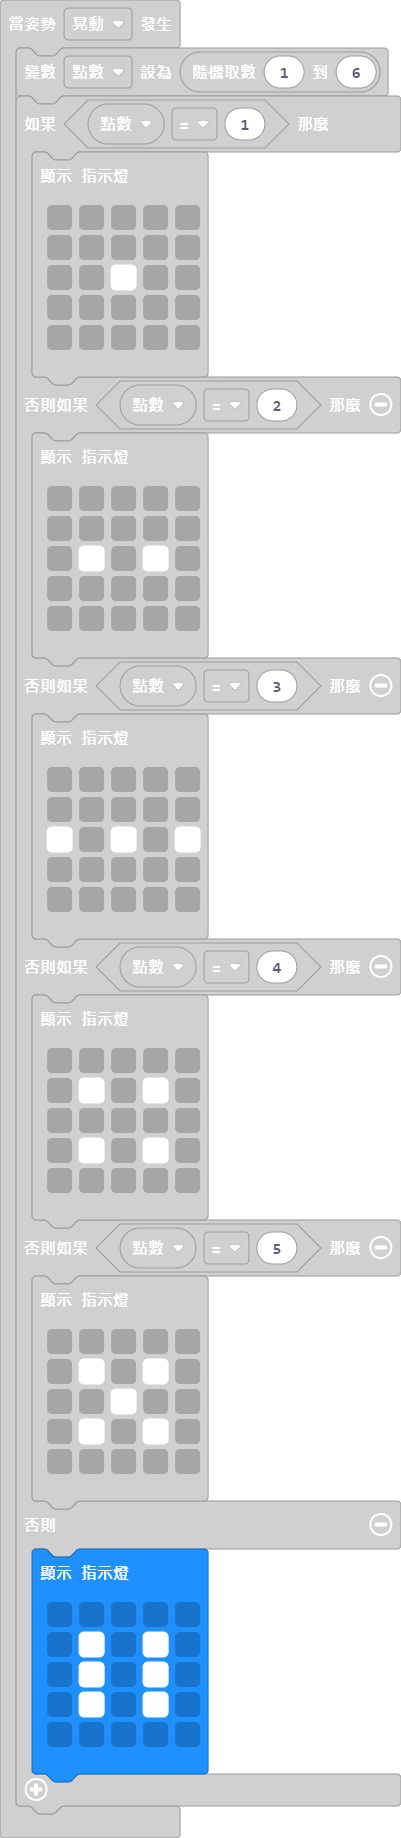 當姿勢 晃動 發生
變數 點數 設為 隨機取數 1 到 6
如果 點數 = 1 那麼
顯示 指示燈
否則如果 點數 = 2 那麼
顯示 指示燈
否則如果 點數 = 3 那麼
顯示 指示燈
否則如果 點數 = 4 那麼
顯示 指示燈
否則如果 點數 = 5 那麼
顯示 指示燈
否則
顯示 指示燈